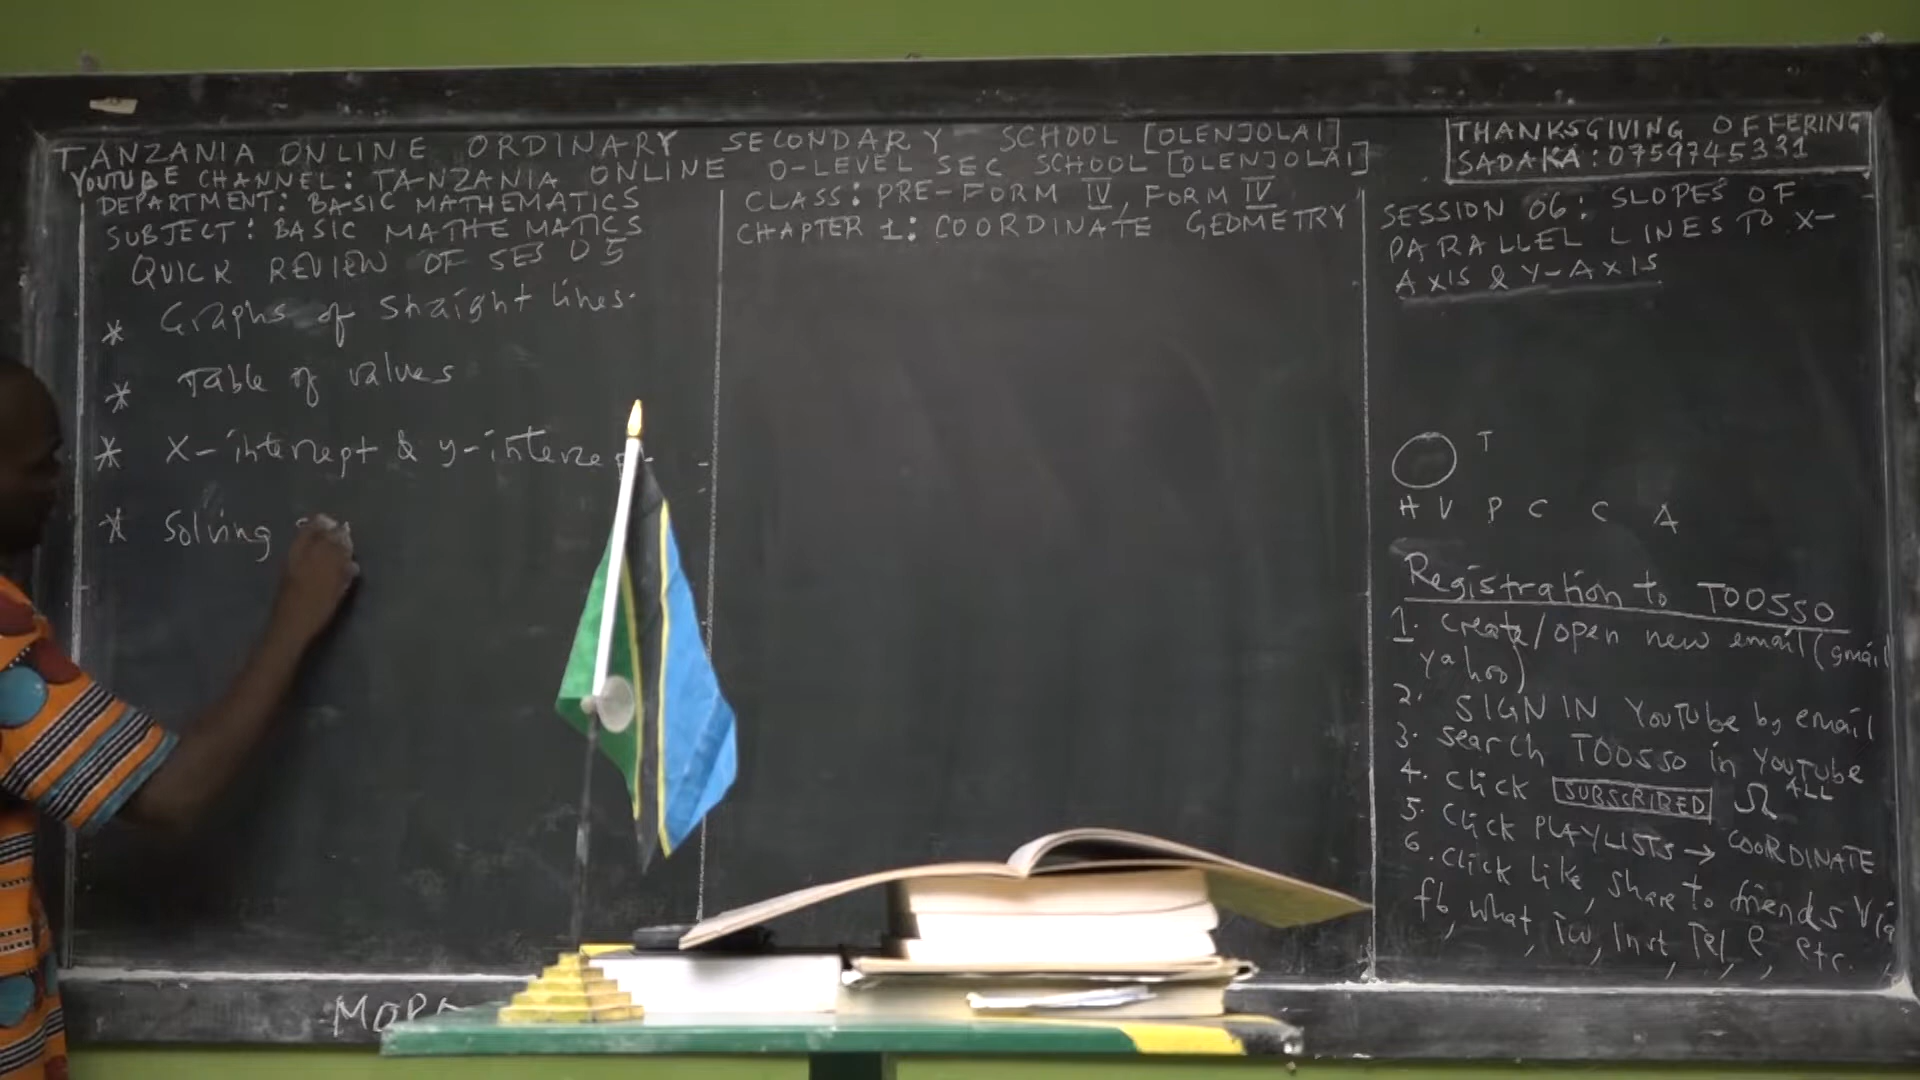 TANZANIA ONLINE ORDINARY SECONDARY SCHOOL [OLENJOLAI]
YOUTUBE CHANNEL: TANZANIA ONLINE O-LEVEL SEC SCHOOL [OLENJOLAI]
DEPARTMENT: BASIC MATHEMATICS
SUBJECT: BASIC MATHEMATICS
QUICK REVIEW OF SES 05
* Graphs of straight lines.
* Table of values
* X-intercept & y-interce
* Solving
CLASS: PRE-FORM IV, FORM IV
CHAPTER 1: COORDINATE GEOMETRY
THANKSGIVING OFFERING
SADAKA: 0759745331
SESSION 06: SLOPES OF
PARALLEL LINES TO X-
AXIS & Y-AXIS
T
H V P C C A
Registration to TOOSSO
1. create/open new email (gmail
yahoo)
2. SIGN IN YouTube by email
3. search TOOSSO in YOUTUBE
4. click SUBSCRIBED ALL
5. Click PLAYLISTS → COORDINATE
6. click like, share to friends via
fb, what, Tw, Inst, Tel, e, etc.